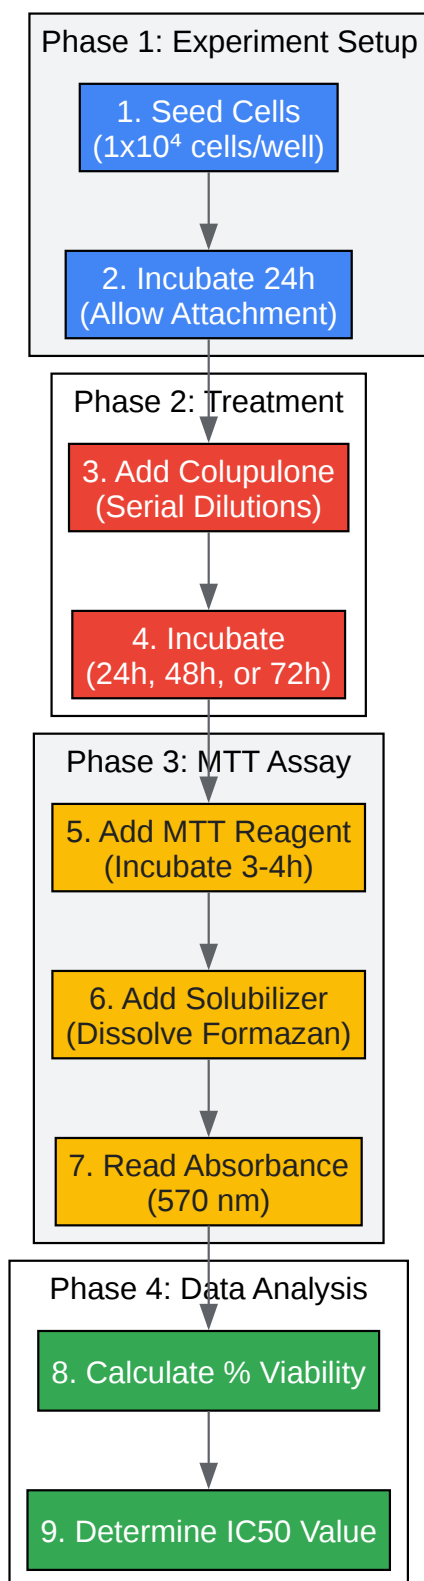 Phase 1: Experiment Setup
1. Seed Cells
(1x10⁴ cells/well)
2. Incubate 24h
(Allow Attachment)
Phase 2: Treatment
3. Add Colupulone
(Serial Dilutions)
4. Incubate
(24h, 48h, or 72h)
Phase 3: MTT Assay
5. Add MTT Reagent
(Incubate 3-4h)
6. Add Solubilizer
(Dissolve Formazan)
7. Read Absorbance
(570 nm)
Phase 4: Data Analysis
8. Calculate % Viability
9. Determine IC50 Value